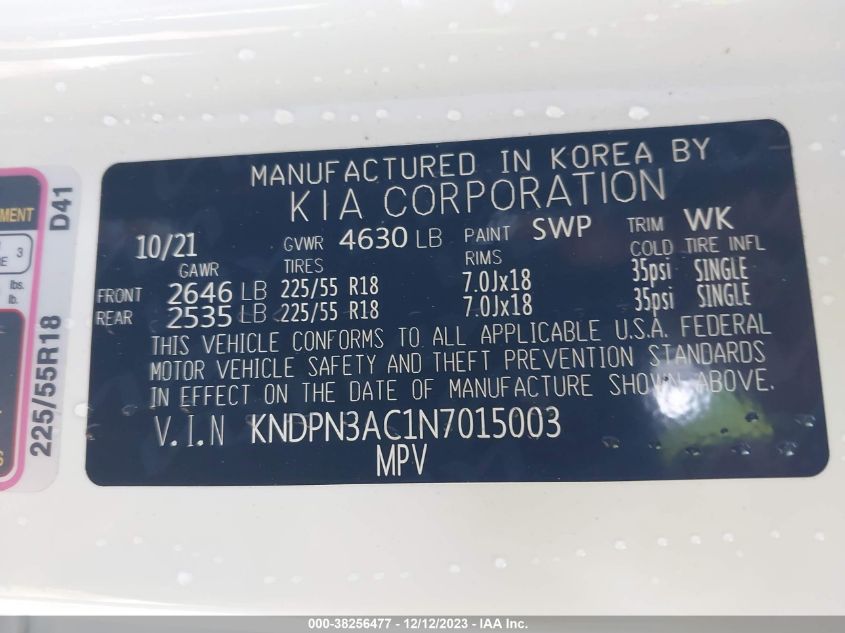 MANUFACTURED IN KOREA BY
KIA CORPORATION
10/21 GVWR 4630 LB PAINT SWP TRIM WK
GAWR TIRES RIMS COLD TIRE INFL
FRONT 2646 LB 225/55 R18 7.0Jx18 35psi SINGLE
REAR 2535 LB 225/55 R18 7.0Jx18 35psi SINGLE
THIS VEHICLE CONFORMS TO ALL APPLICABLE U.S.A. FEDERAL
MOTOR VEHICLE SAFETY AND THEFT PREVENTION STANDARDS
IN EFFECT ON THE DATE OF MANUFACTURE SHOWN ABOVE.
V.I.N KNDPN3AC1N7015003
MPV
3
lbs.
lb.
D41
225/55R18
000-38256477 - 12/12/2023 - IAA Inc.